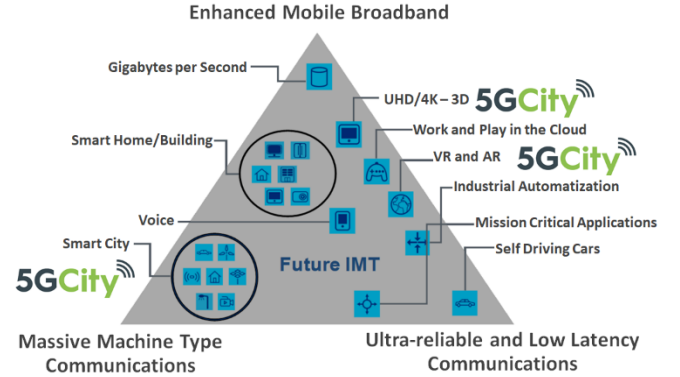 Enhanced Mobile Broadband
Gigabytes per Second
UHD/4K – 3D
5GCity
Work and Play in the Cloud
Smart Home/Building
VR and AR
5GCity
Industrial Automatization
Voice
Mission Critical Applications
Smart City
Self Driving Cars
5GCity
Future IMT
Massive Machine Type
Communications
Ultra-reliable and Low Latency
Communications